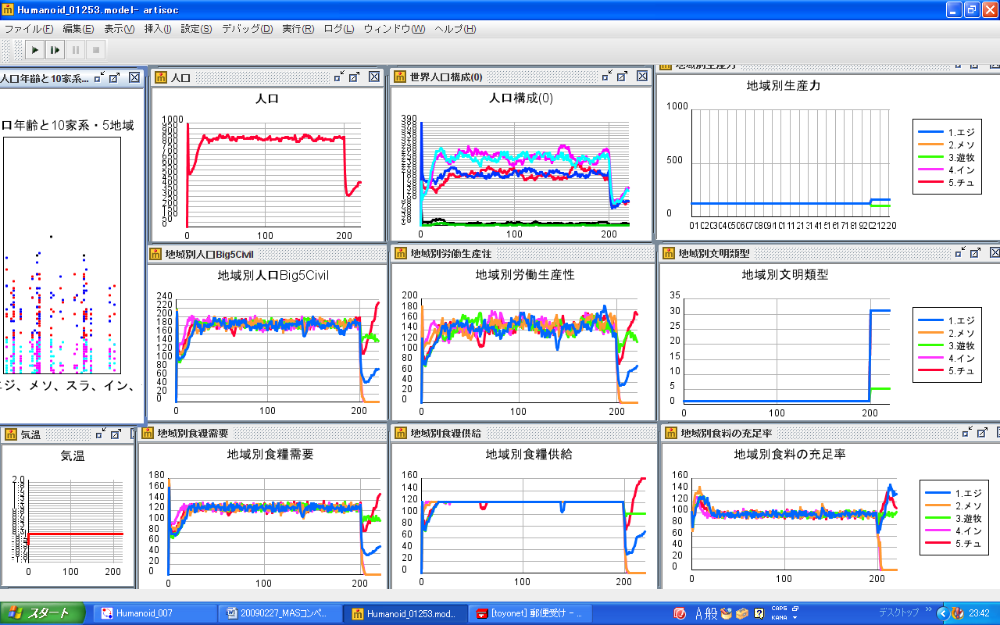 Humanoid_01253.model- artisoc
ファイル(F) 編集(E) 表示(V) 挿入(I) 設定(S) デバッグ(D) 実行(R) ログ(L) ウィンドウ(W) ヘルプ(H)
人口年齢と10家系...
口年齢と10家系・5地域
エジ、メソ、スラ、イン、
人口
人口
1000
0
0 100 200
世界人口構成(0)
人口構成(0)
390
0 100 200
地域別生産力
地域別生産力
1000
500
0
1.エジ
2.メソ
3.遊牧
4.イン
5.チュ
地域別人口Big5Civil
地域別人口Big5Civil
240
220
200
180
160
140
120
100
80
60
40
20
0
0 100 200
地域別労働生産性
地域別労働生産性
200
180
160
140
120
100
80
60
40
20
0
0 100 200
地域別文明類型
地域別文明類型
35
30
25
20
15
10
5
0
0 100 200
1.エジ
2.メソ
3.遊牧
4.イン
5.チュ
気温
気温
2.0
0 100 200
地域別食糧需要
地域別食糧需要
180
160
140
120
100
80
60
40
20
0
0 100 200
地域別食糧供給
地域別食糧供給
160
140
120
100
80
60
40
20
0
0 100 200
地域別食料の充足率
地域別食料の充足率
160
140
120
100
80
60
40
20
0
0 100 200
1.エジ
2.メソ
3.遊牧
4.イン
5.チュ
スタート Humanoid_007 20090227_MASコンペ... Humanoid_01253.mod... [toyonet] 郵便受け - ... A 般 CAPS KANA デスクトップ 23:42